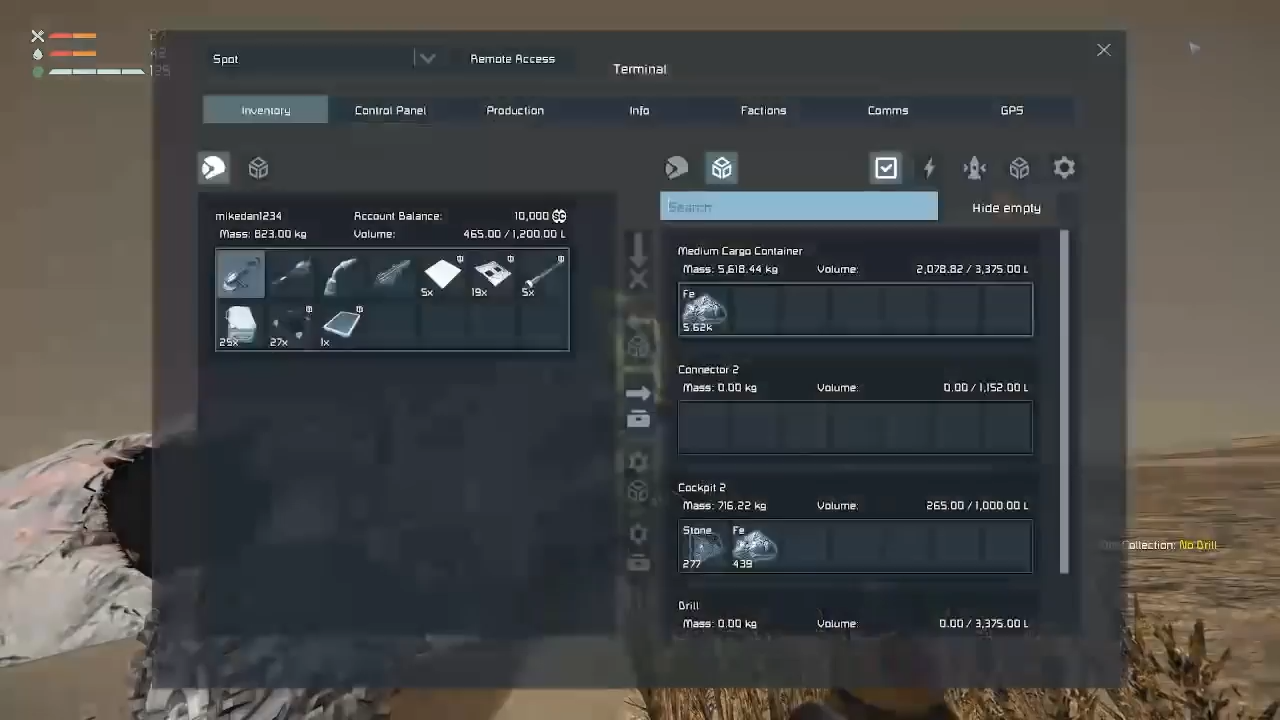 Spot
Remote Access
Terminal
Inventory
Control Panel
Production
Info
Factions
Comms
GPS
mikedan1234
Account Balance:
10,000 SC
Mass: 823.00 kg
Volume:
465.00 / 1,200.00 L
5x
19x
5x
25x
27x
1x
Search
Hide empty
Medium Cargo Container
Mass: 5,618.44 kg
Volume:
2,078.82 / 3,375.00 L
Fe
5.62k
Connector 2
Mass: 0.00 kg
Volume:
0.00 / 1,152.00 L
Cockpit 2
Mass: 716.22 kg
Volume:
265.00 / 1,000.00 L
Stone
Fe
277
439
Collection: No Drill
Drill
Mass: 0.00 kg
Volume:
0.00 / 3,375.00 L